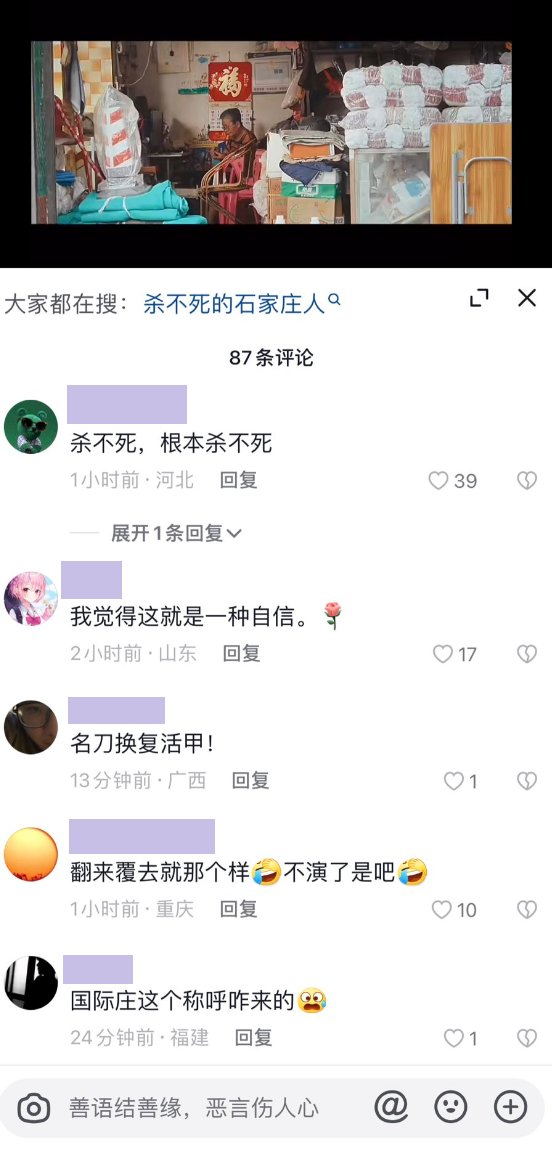 福
大家都在搜：杀不死的石家庄人
87条评论
杀不死，根本杀不死
1小时前·河北 回复
39
展开1条回复
我觉得这就是一种自信。🌹
2小时前·山东 回复
17
名刀换复活甲！
13分钟前·广西 回复
1
翻来覆去就那个样🤣不演了是吧🤣
1小时前·重庆 回复
10
国际庄这个称呼咋来的😨
24分钟前·福建 回复
1
善语结善缘，恶言伤人心
@